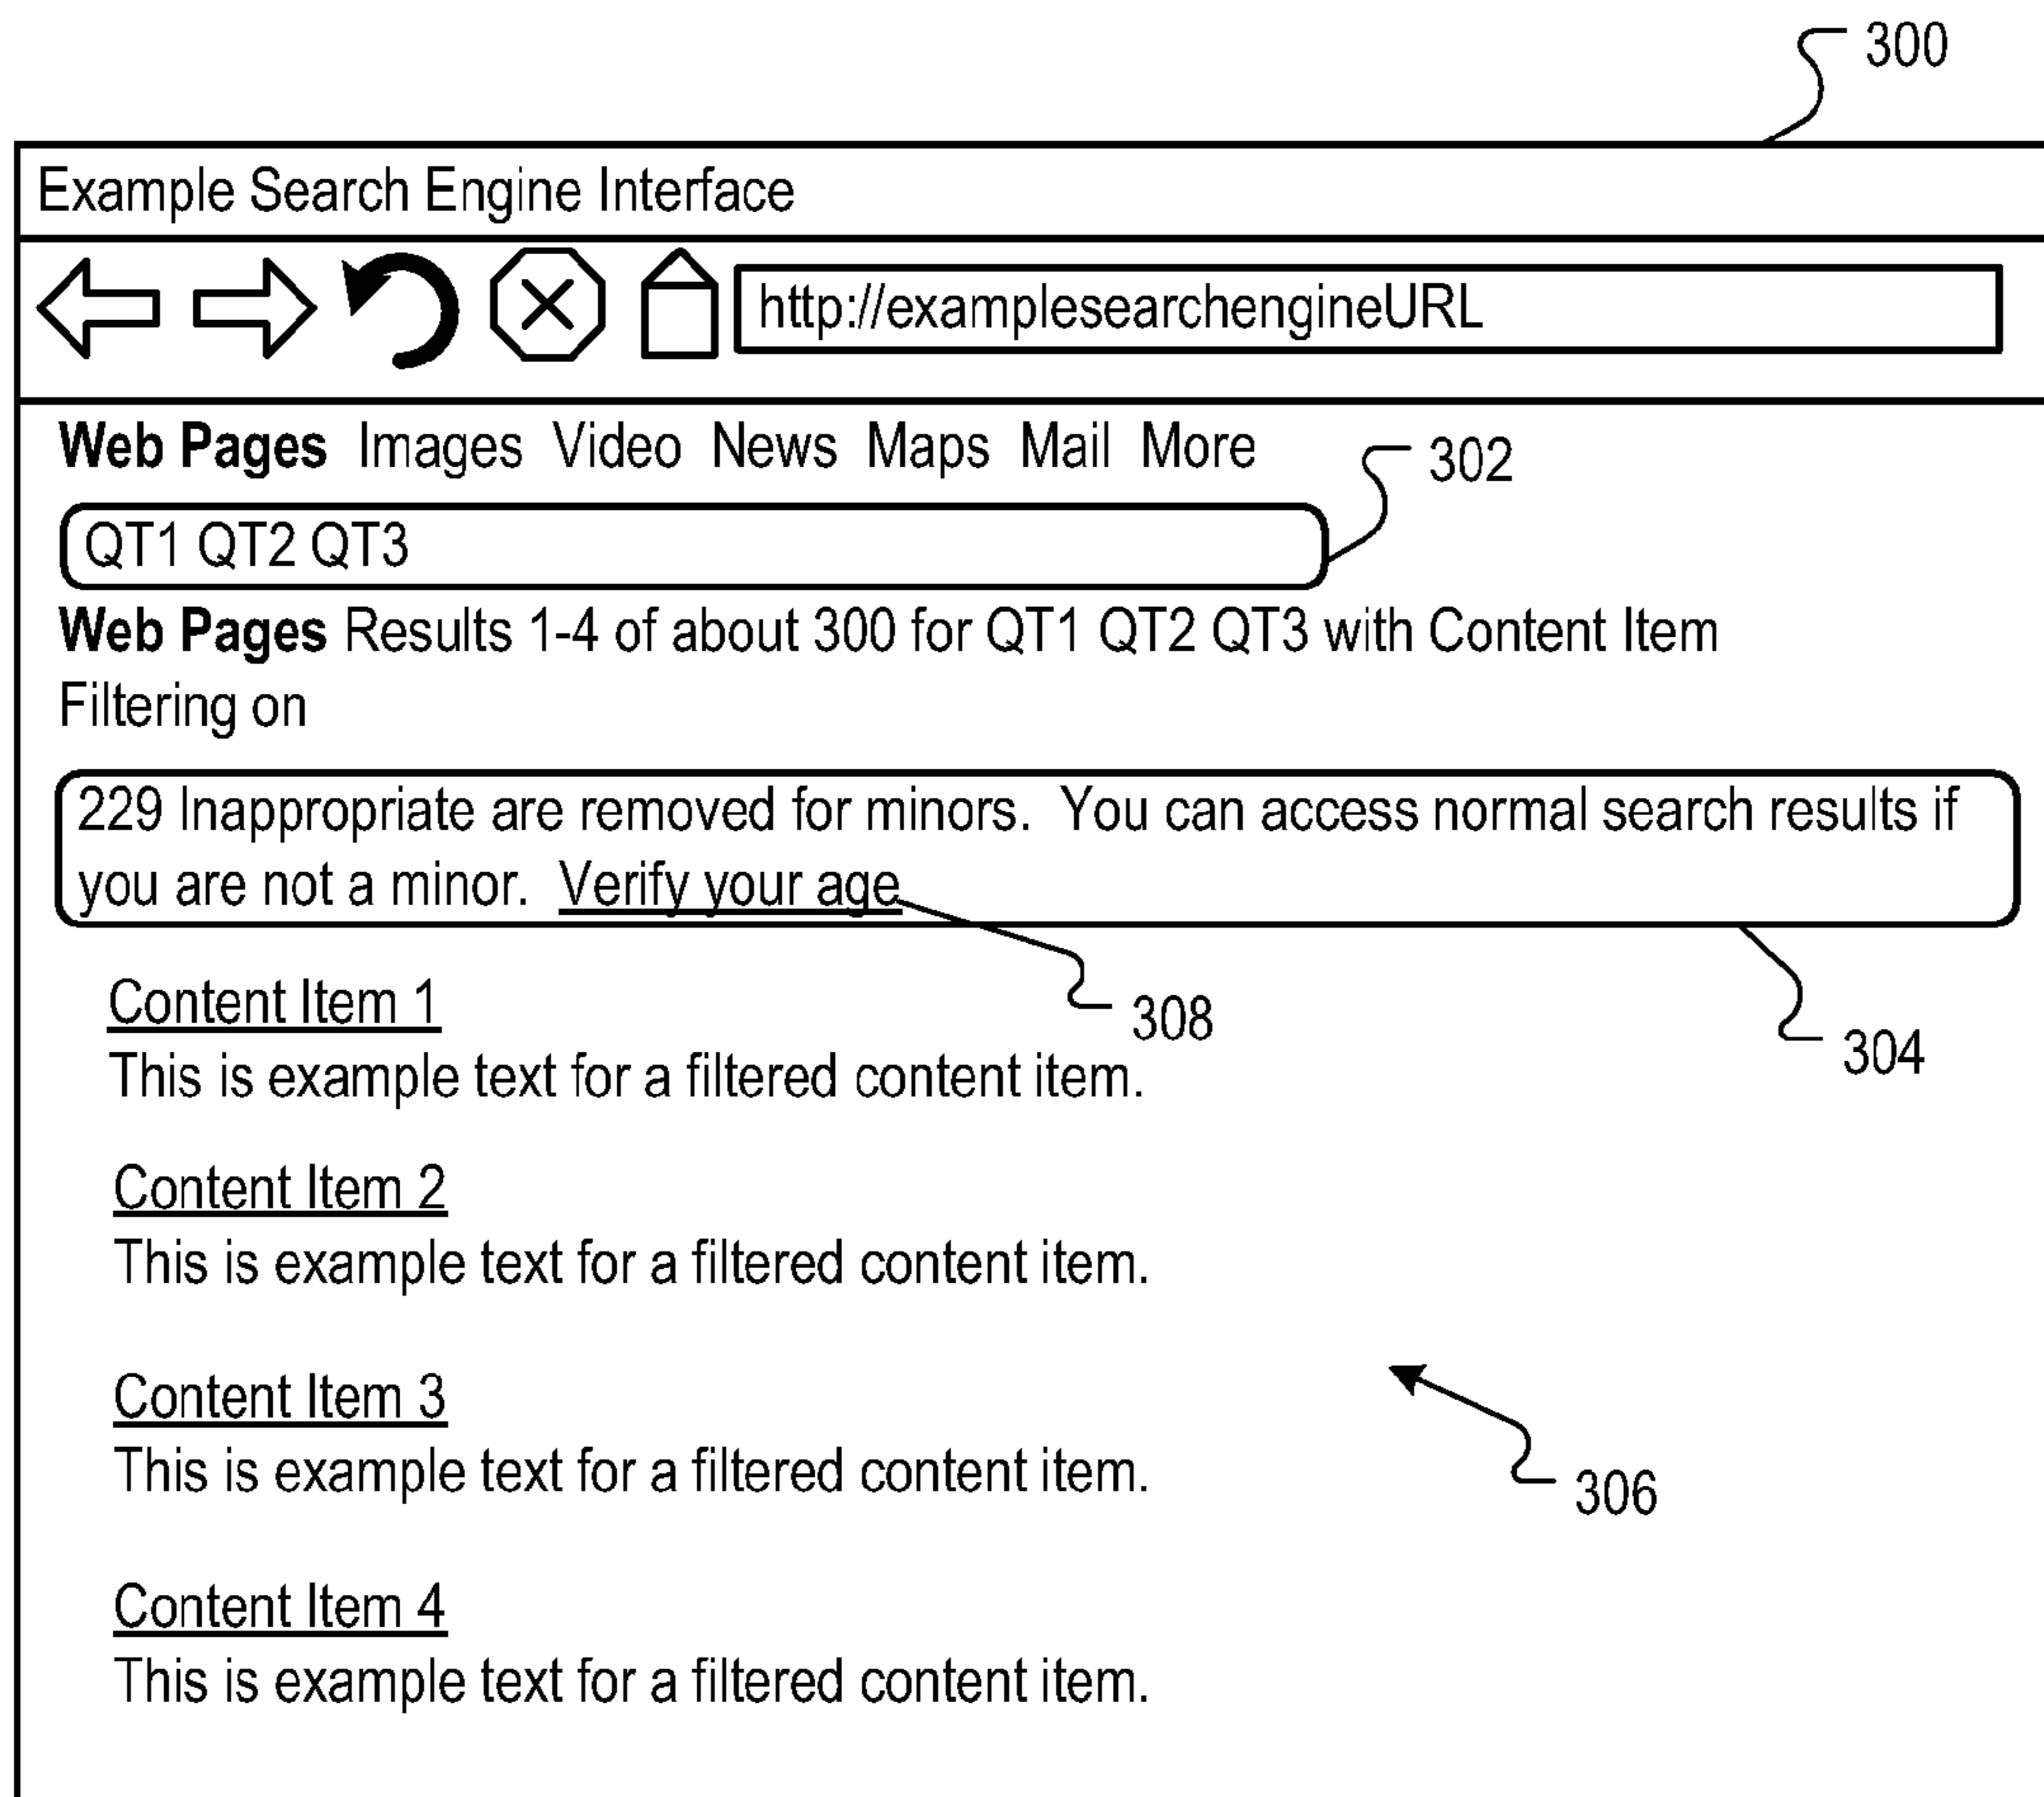 300
Example Search Engine Interface
http://examplesearchengineURL
Web Pages Images Video News Maps Mail More
302
QT1 QT2 QT3
Web Pages Results 1-4 of about 300 for QT1 QT2 QT3 with Content Item
Filtering on
229 Inappropriate are removed for minors. You can access normal search results if
you are not a minor. Verify your age
Content Item 1
308
304
This is example text for a filtered content item.
Content Item 2
This is example text for a filtered content item.
Content Item 3
This is example text for a filtered content item.
306
Content Item 4
This is example text for a filtered content item.